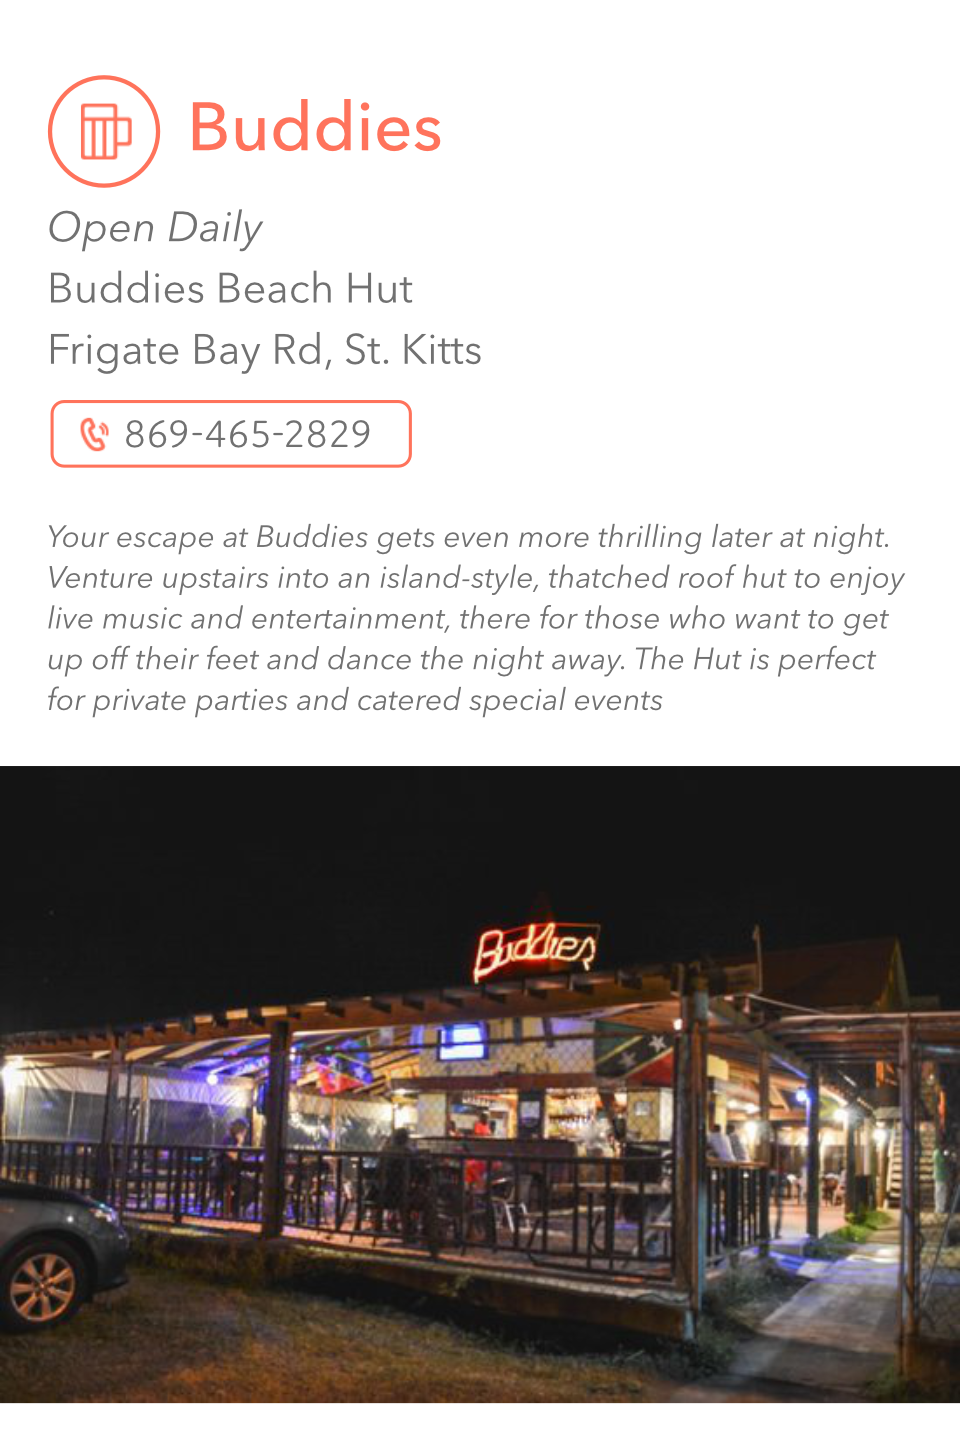 Buddies
Open Daily
Buddies Beach Hut
Frigate Bay Rd, St. Kitts
869-465-2829
Your escape at Buddies gets even more thrilling later at night.
Venture upstairs into an island-style, thatched roof hut to enjoy
live music and entertainment, there for those who want to get
up off their feet and dance the night away. The Hut is perfect
for private parties and catered special events
Buddies